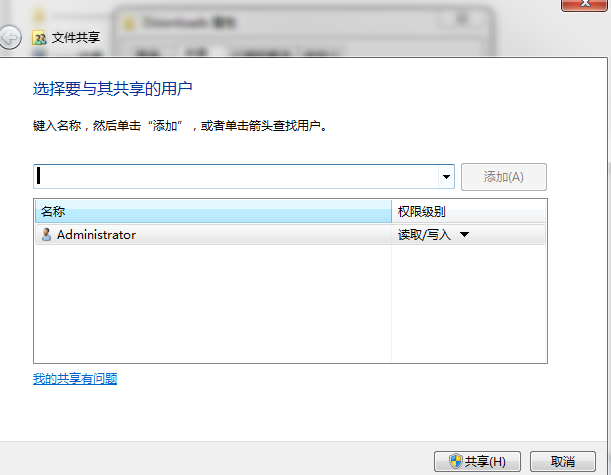 Downloads 属性
文件共享
选择要与其共享的用户
键入名称，然后单击“添加”，或者单击箭头查找用户。
添加(A)
名称 权限级别
Administrator 读取/写入
我的共享有问题
共享(H) 取消